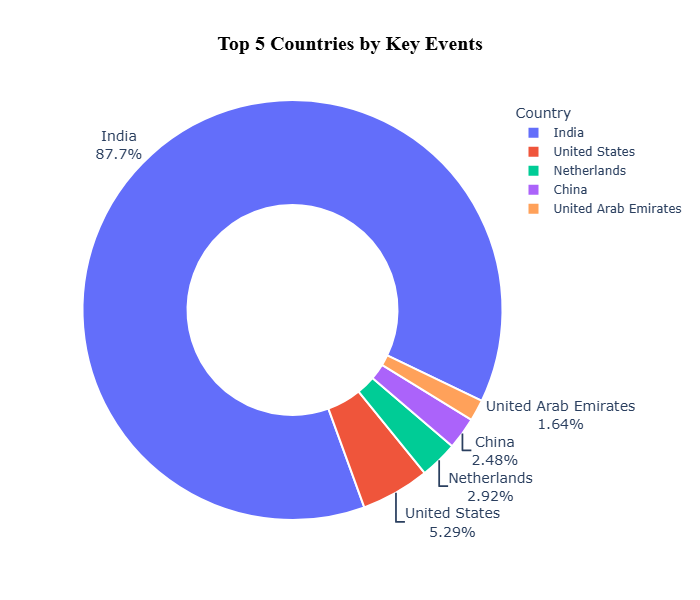 Top 5 Countries by Key Events
Country
India
United States
Netherlands
China
United Arab Emirates
India
87.7%
United Arab Emirates
1.64%
China
2.48%
Netherlands
2.92%
United States
5.29%